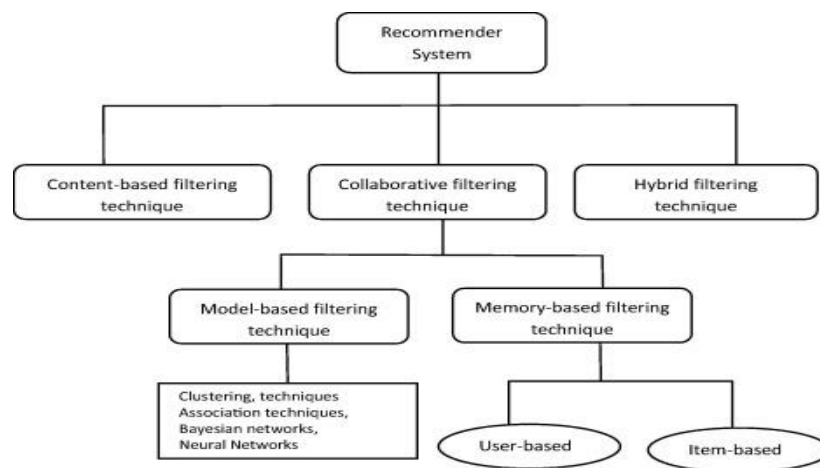 Recommender
System
Content-based filtering
technique
Collaborative filtering
technique
Hybrid filtering
technique
Model-based filtering
technique
Memory-based filtering
technique
Clustering, techniques
Association techniques,
Bayesian networks,
Neural Networks
User-based
Item-based